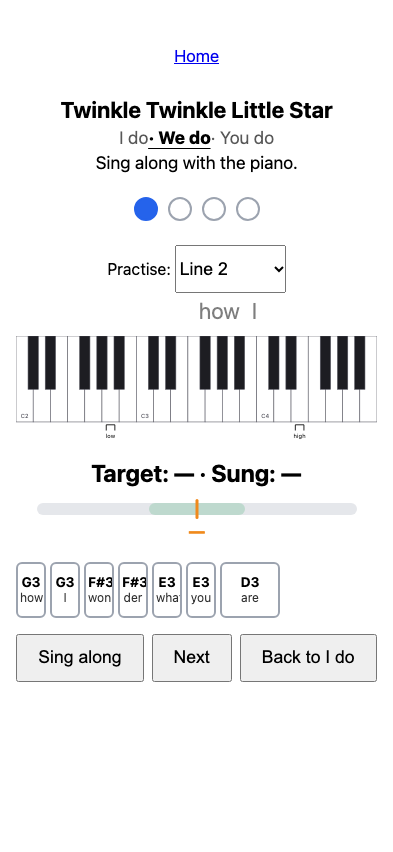 Home
Twinkle Twinkle Little Star
I do· We do· You do
Sing along with the piano.
Practise: Line 2
how I
C2 C3 C4
low high
Target: — · Sung: —
—
G3 G3 F#3 F#3 E3 E3 D3
how I won der what you are
Sing along Next Back to I do